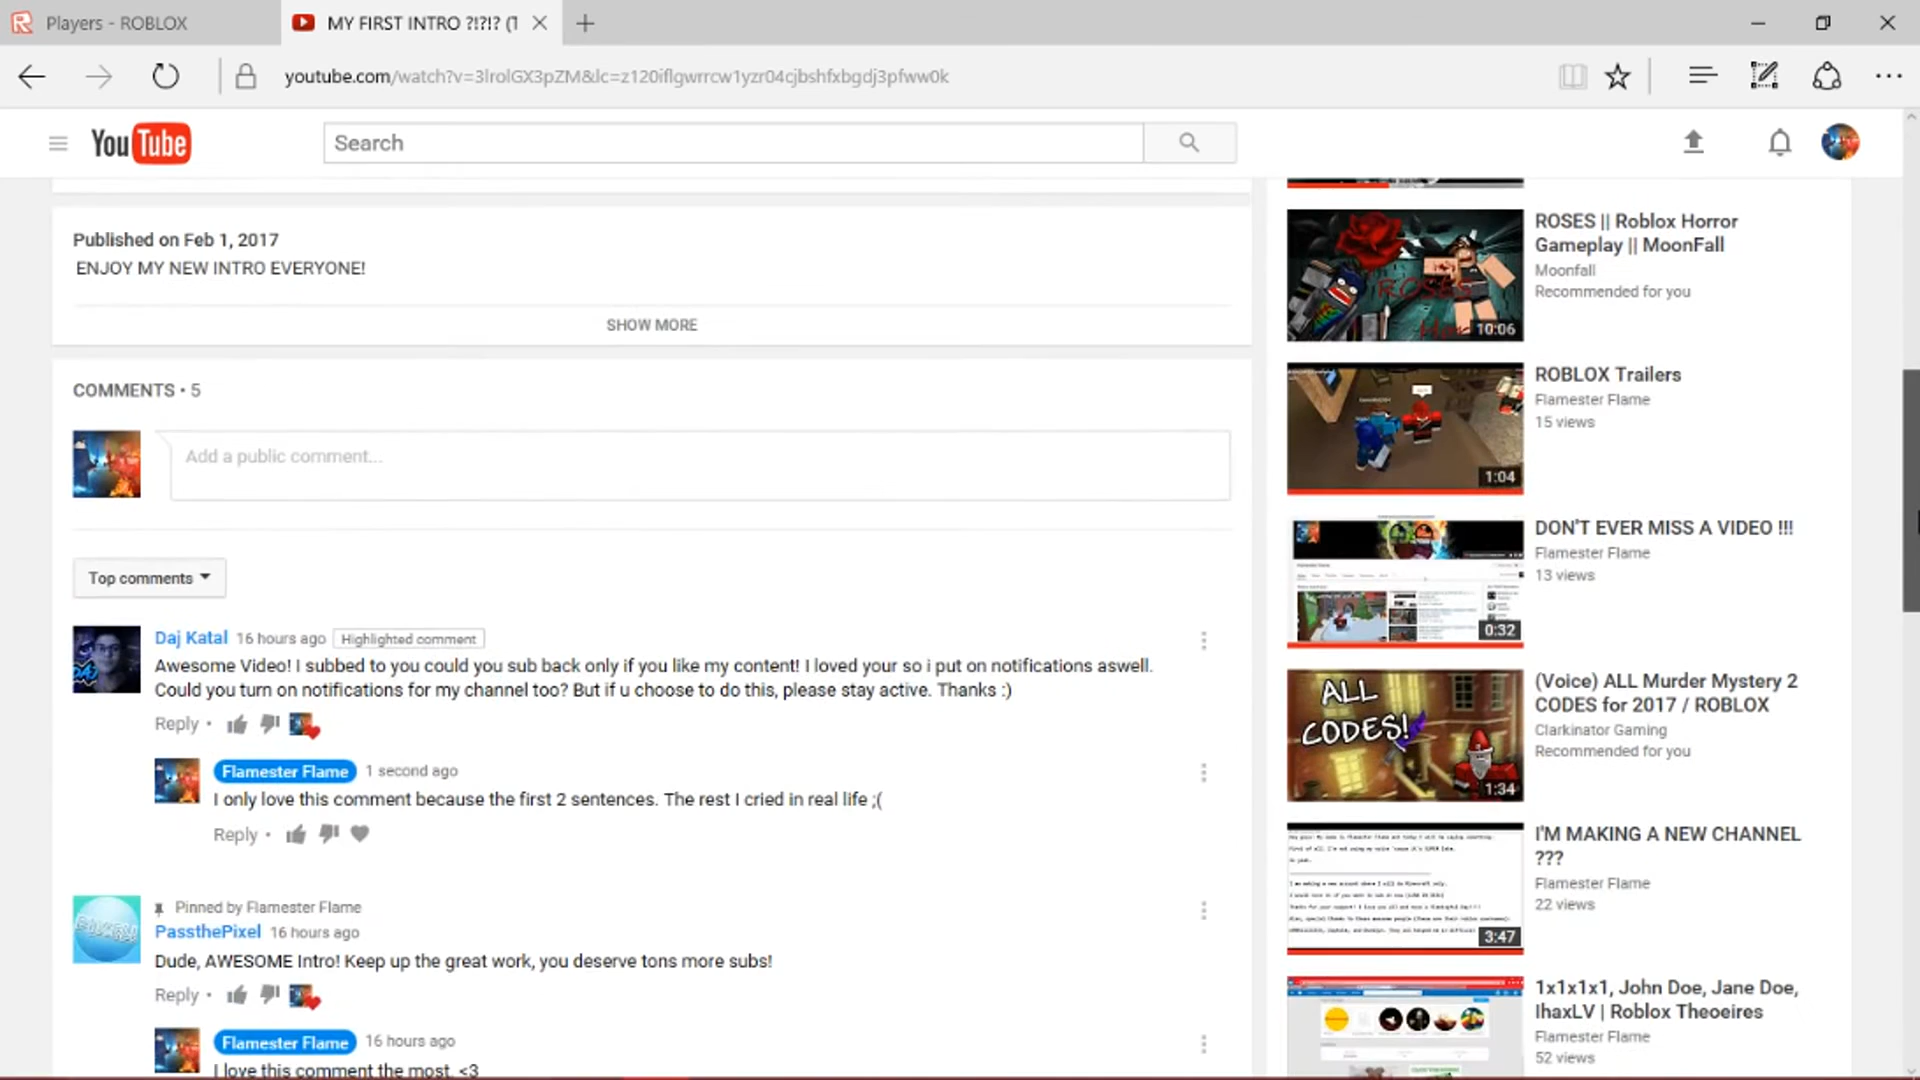 Players - ROBLOX
MY FIRST INTRO ?!?!? (T
youtube.com/watch?v=3lrolGX3pZM&lc=z120iflgwrrcw1yzr04cjbshfxbgdj3pfww0k
YouTube
Search
Published on Feb 1, 2017
ENJOY MY NEW INTRO EVERYONE!
SHOW MORE
COMMENTS • 5
Add a public comment...
Top comments
Daj Katal 16 hours ago Highlighted comment
Awesome Video! I subbed to you could you sub back only if you like my content! I loved your so i put on notifications aswell.
Could you turn on notifications for my channel too? But if u choose to do this, please stay active. Thanks :)
Reply •
Flamester Flame 1 second ago
I only love this comment because the first 2 sentences. The rest I cried in real life ;(
Reply •
Pinned by Flamester Flame
PassthePixel 16 hours ago
Dude, AWESOME Intro! Keep up the great work, you deserve tons more subs!
Reply •
Flamester Flame 16 hours ago
I love this comment the most. <3
ROSES
10:06
ROSES || Roblox Horror
Gameplay || MoonFall
Moonfall
Recommended for you
1:04
ROBLOX Trailers
Flamester Flame
15 views
0:32
DON'T EVER MISS A VIDEO !!!
Flamester Flame
13 views
ALL
CODES!
1:34
(Voice) ALL Murder Mystery 2
CODES for 2017 / ROBLOX
Clarkinator Gaming
Recommended for you
3:47
I'M MAKING A NEW CHANNEL
???
Flamester Flame
22 views
1x1x1x1, John Doe, Jane Doe,
IhaxLV | Roblox Theoeires
Flamester Flame
52 views